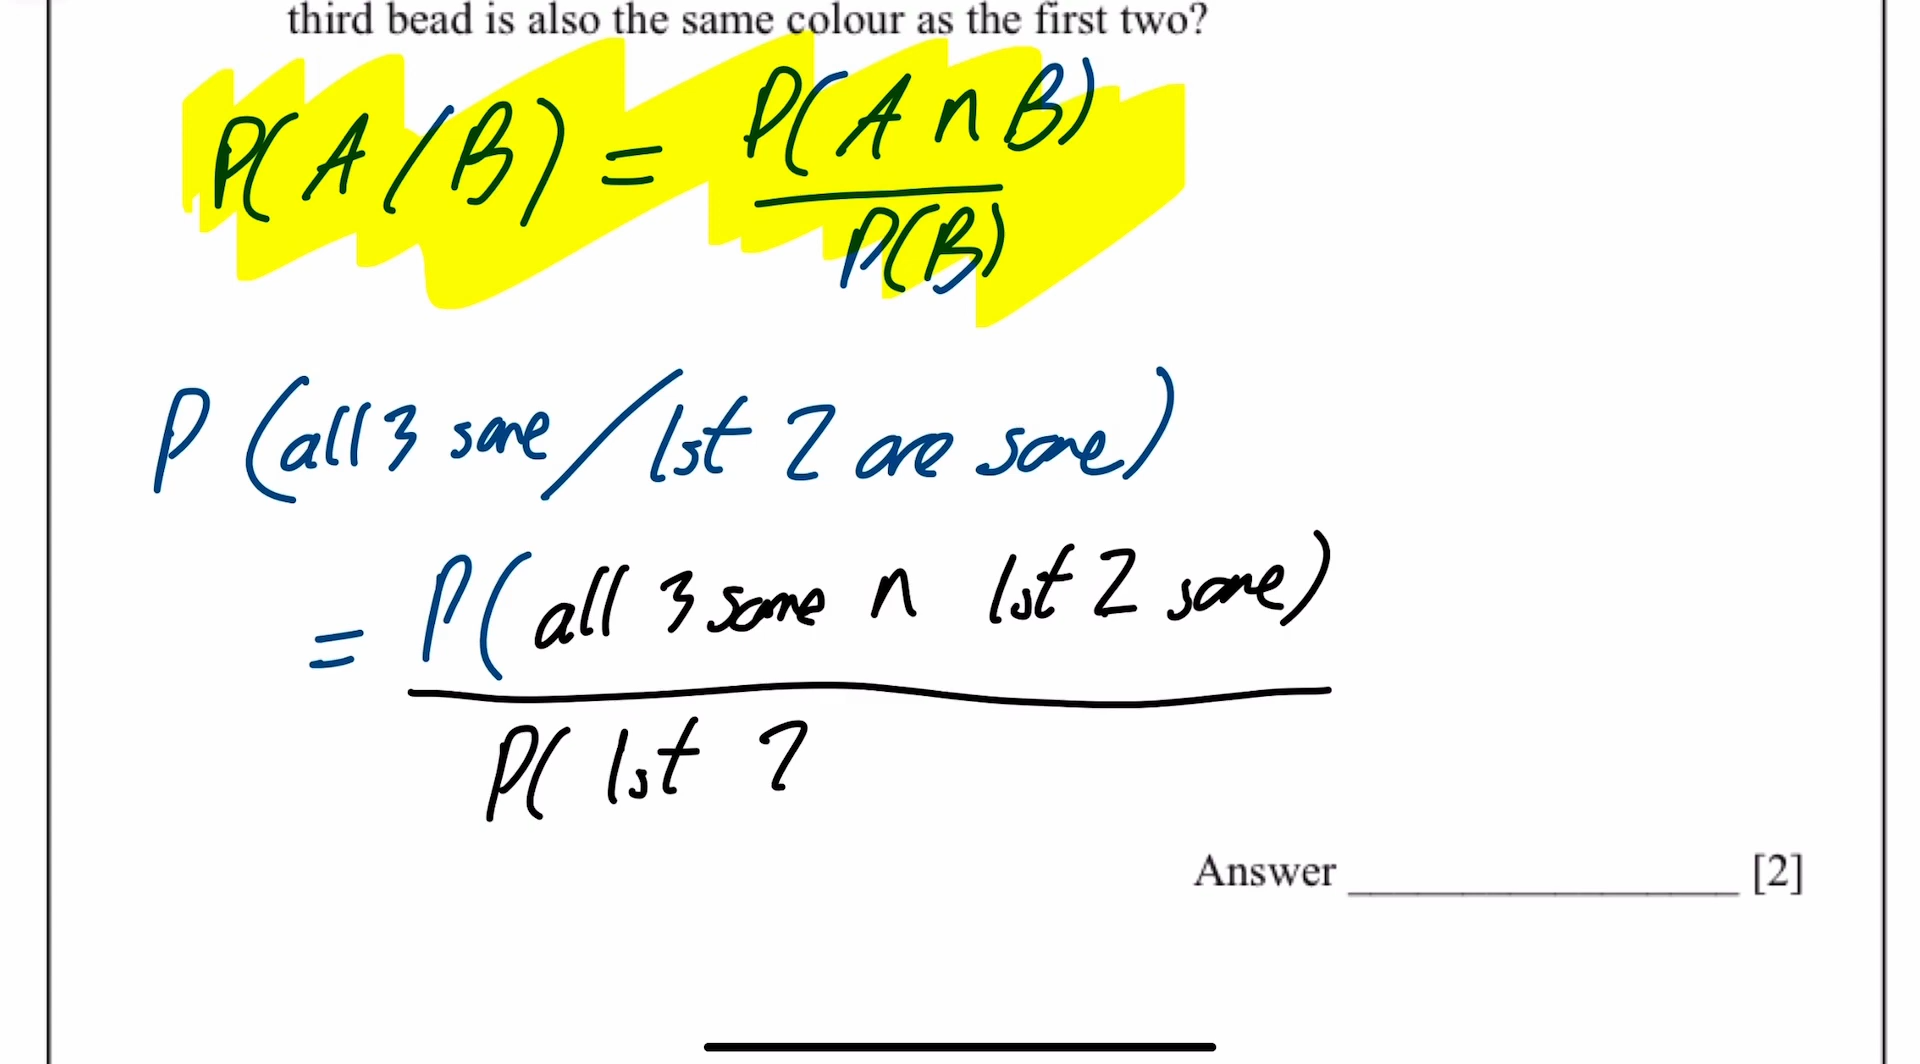 third bead is also the same colour as the first two?
P(A/B) = P(A ∩ B)
P(B)
P (all 3 same / 1st 2 are same)
= P( all 3 same ∩ 1st 2 same)
P( 1st 2
Answer ____________________ [2]